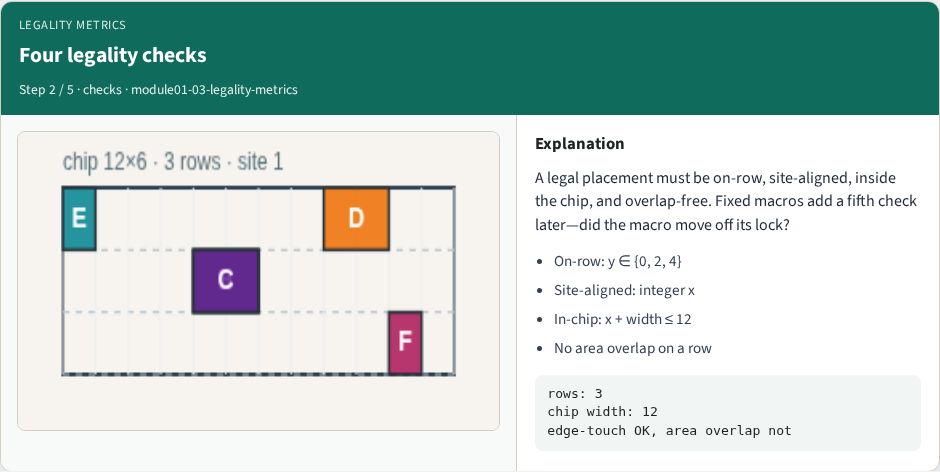 LEGALITY METRICS
Four legality checks
Step 2 / 5 · checks · module01-03-legality-metrics
chip 12×6 · 3 rows · site 1
E
D
C
F
Explanation
A legal placement must be on-row, site-aligned, inside
the chip, and overlap-free. Fixed macros add a fifth check
later—did the macro move off its lock?
• On-row: y ∈ {0, 2, 4}
• Site-aligned: integer x
• In-chip: x + width ≤ 12
• No area overlap on a row
rows: 3
chip width: 12
edge-touch OK, area overlap not